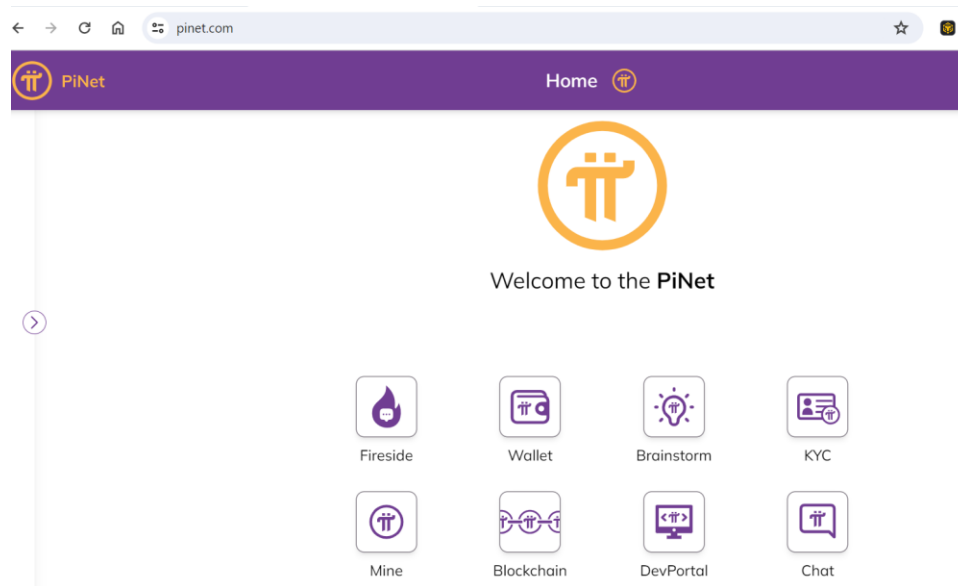 pinet.com
PiNet
Home
Welcome to the PiNet
Fireside Wallet Brainstorm KYC
Mine Blockchain DevPortal Chat